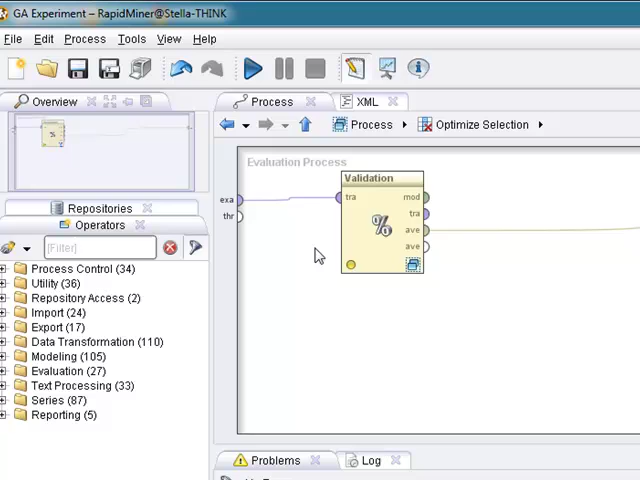 GA Experiment – RapidMiner@Stella-THINK
File Edit Process Tools View Help
Overview
Process
XML
Process
Optimize Selection
Evaluation Process
Validation
exa
tra
mod
thr
tra
ave
ave
%
Repositories
Operators
[Filter]
Process Control (34)
Utility (36)
Repository Access (2)
Import (24)
Export (17)
Data Transformation (110)
Modeling (105)
Evaluation (27)
Text Processing (33)
Series (87)
Reporting (5)
Problems
Log